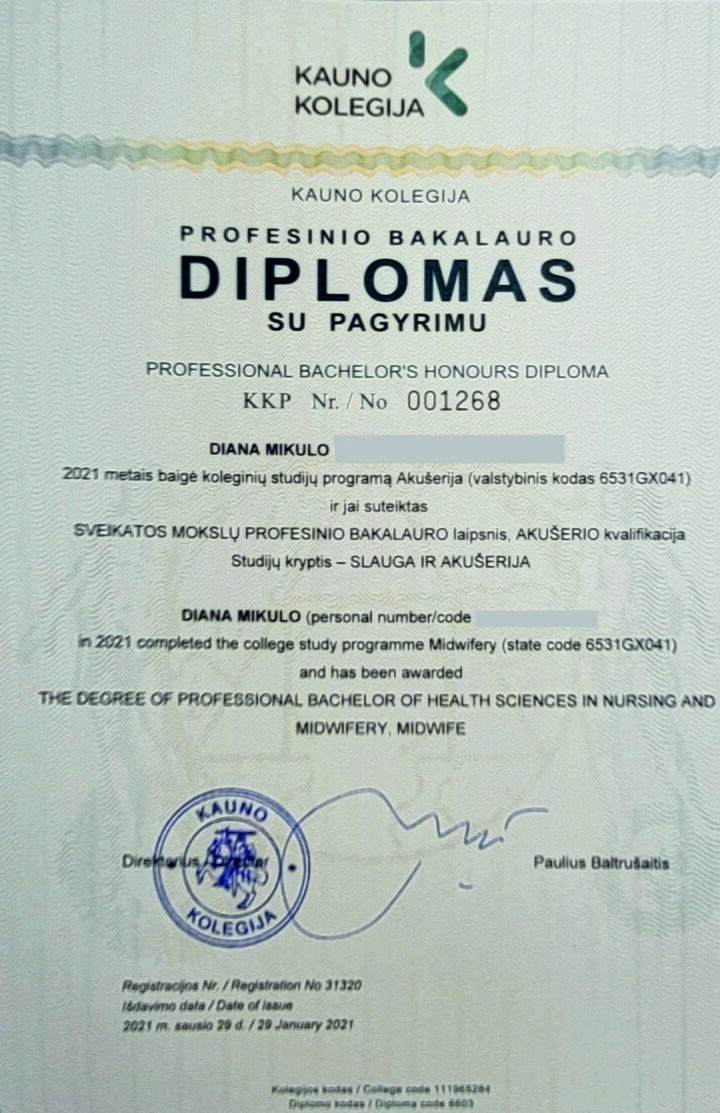 KAUNO
KOLEGIJA
KAUNO KOLEGIJA
PROFESINIO BAKALAURO
DIPLOMAS
SU PAGYRIMU
PROFESSIONAL BACHELOR'S HONOURS DIPLOMA
KKP Nr. / No 001268
DIANA MIKULO
2021 metais baigė koleginių studijų programą Akušerija (valstybinis kodas 6531GX041)
ir jai suteiktas
SVEIKATOS MOKSLŲ PROFESINIO BAKALAURO laipsnis, AKUŠERIO kvalifikacija
Studijų kryptis – SLAUGA IR AKUŠERIJA
DIANA MIKULO (personal number/code
in 2021 completed the college study programme Midwifery (state code 6531GX041)
and has been awarded
THE DEGREE OF PROFESSIONAL BACHELOR OF HEALTH SCIENCES IN NURSING AND
MIDWIFERY, MIDWIFE
KAUNO
Direktorius / Director
Paulius Baltrušaitis
KOLEGIJA
Registracijos Nr. / Registration No 31320
Išdavimo data / Date of issue
2021 m. sausio 29 d. / 29 January 2021
Kolegijos kodas / College code 111965284
Diplomo kodas / Diploma code 6603